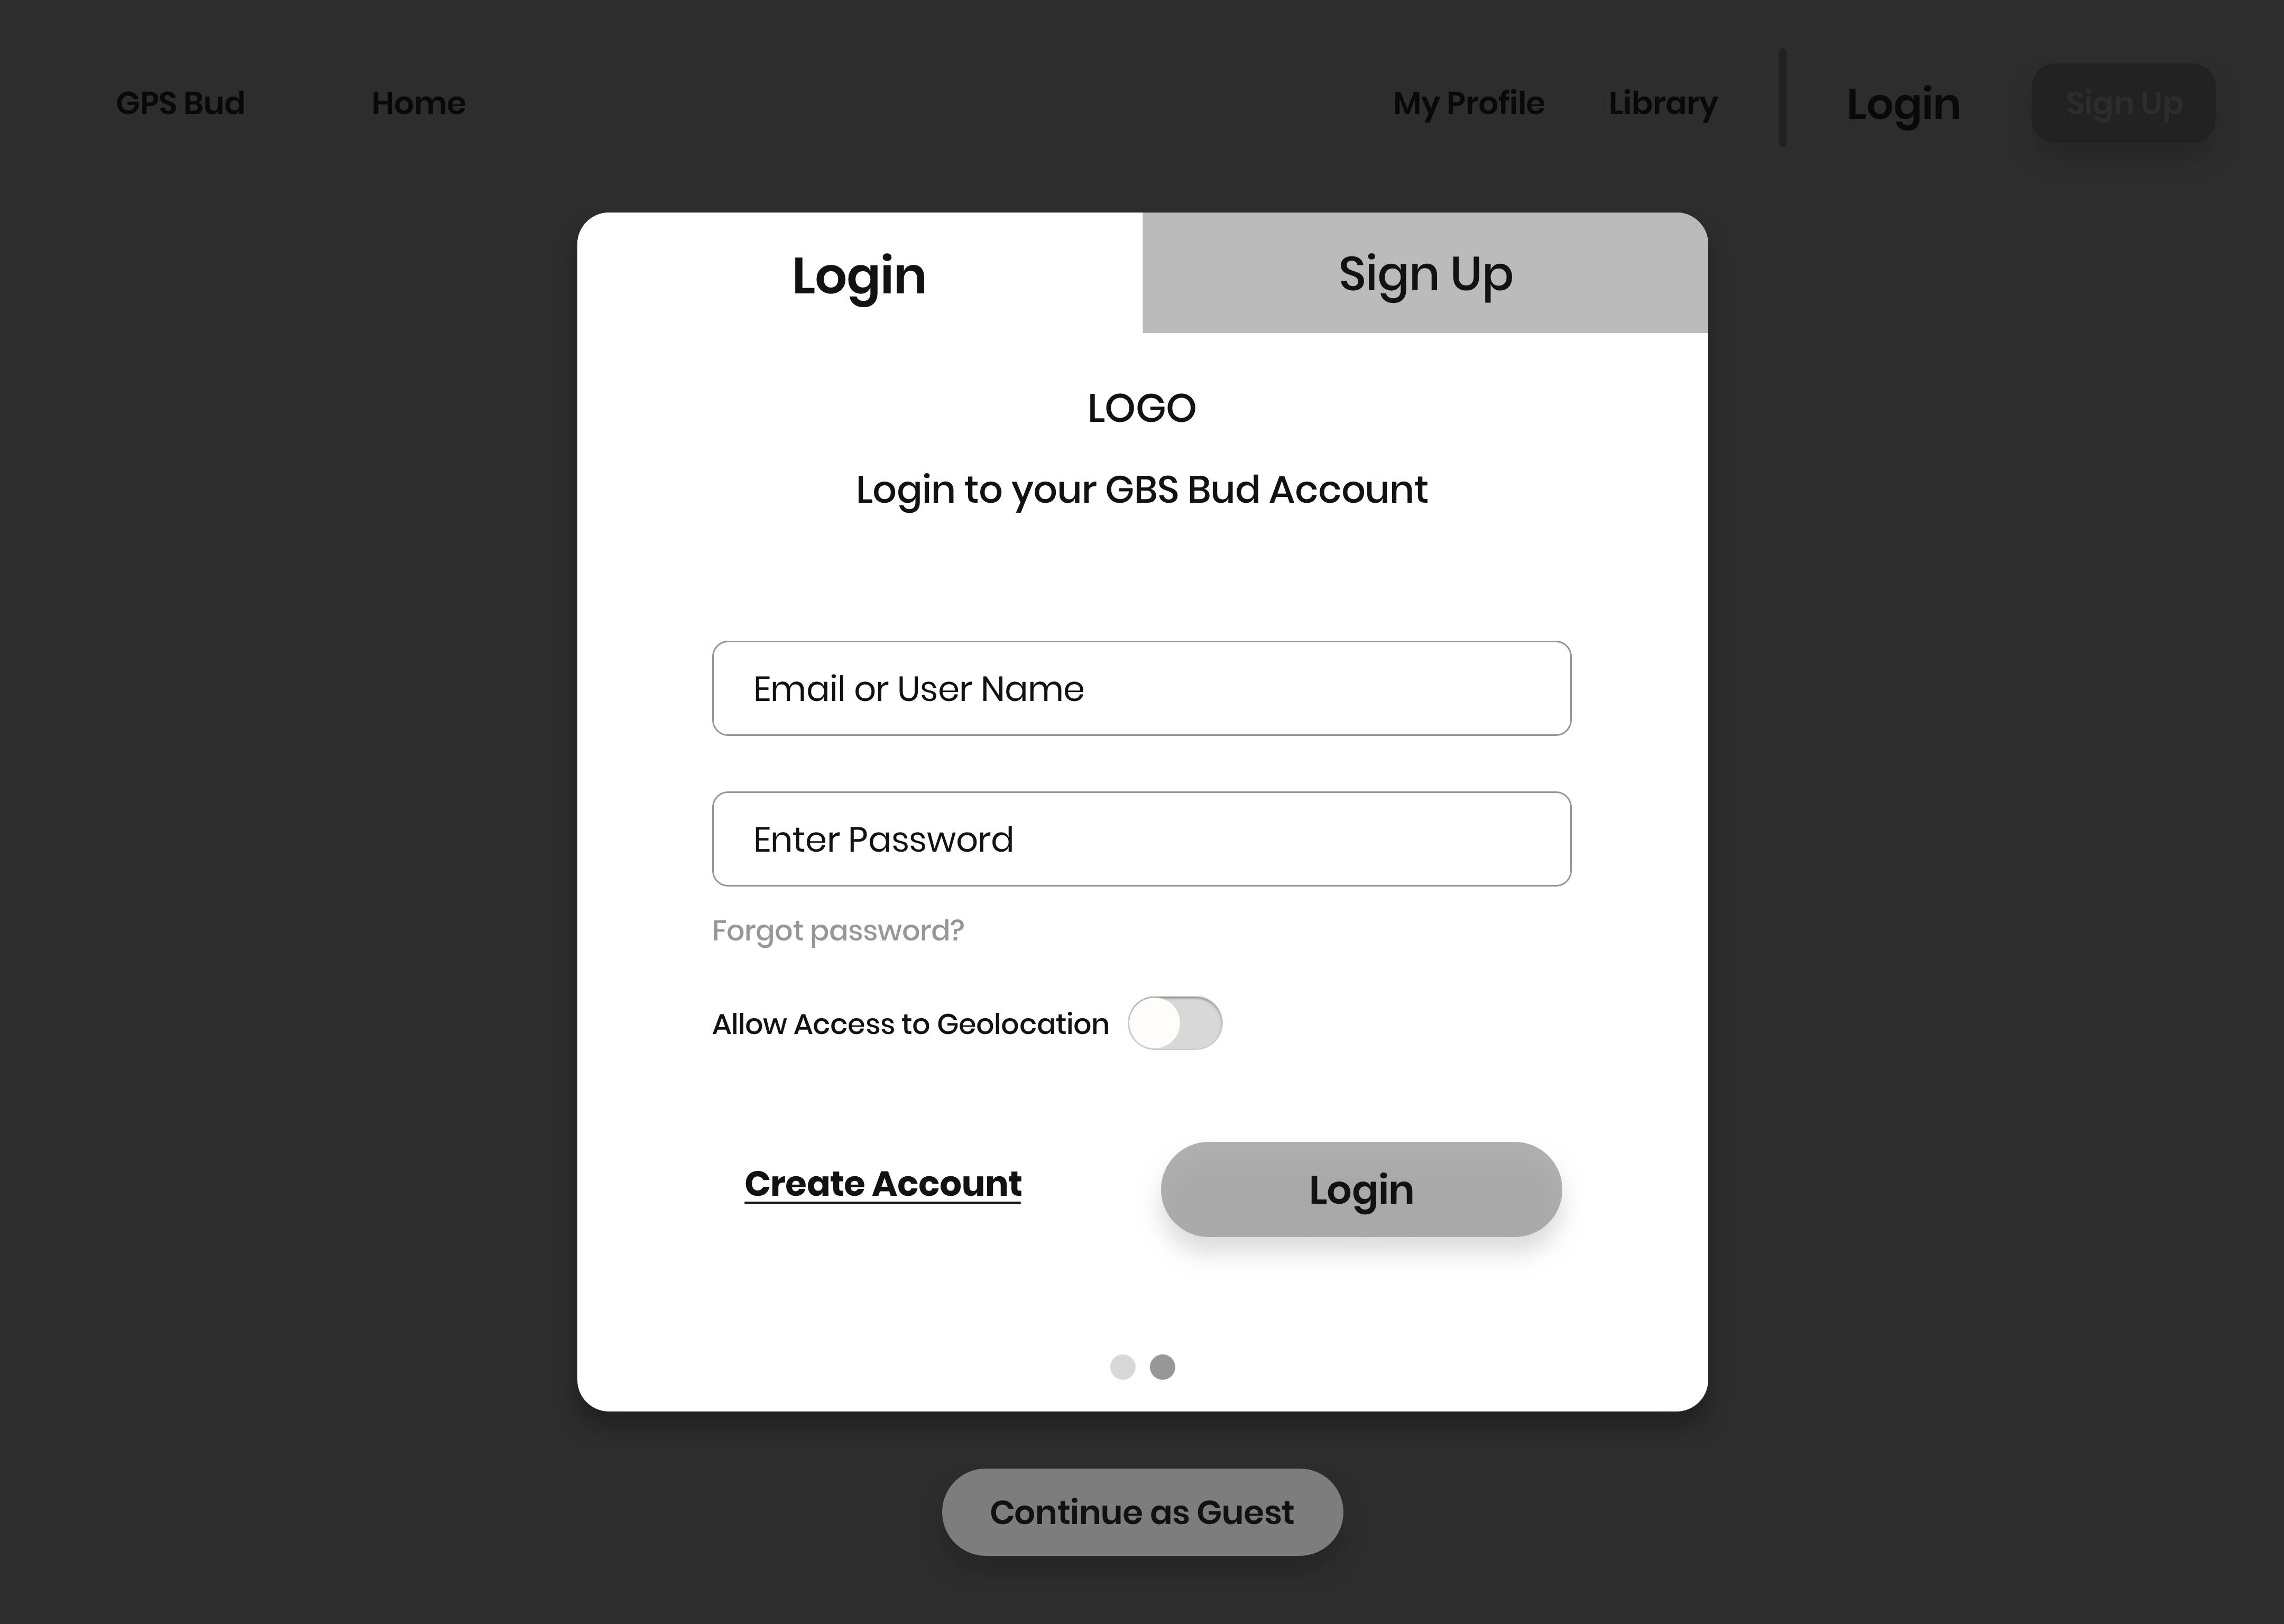 GPS Bud
Home
My Profile
Library
Login
Sign Up
Login
Sign Up
LOGO
Login to your GBS Bud Account
Email or User Name
Enter Password
Forgot password?
Allow Access to Geolocation
Create Account
Login
Continue as Guest